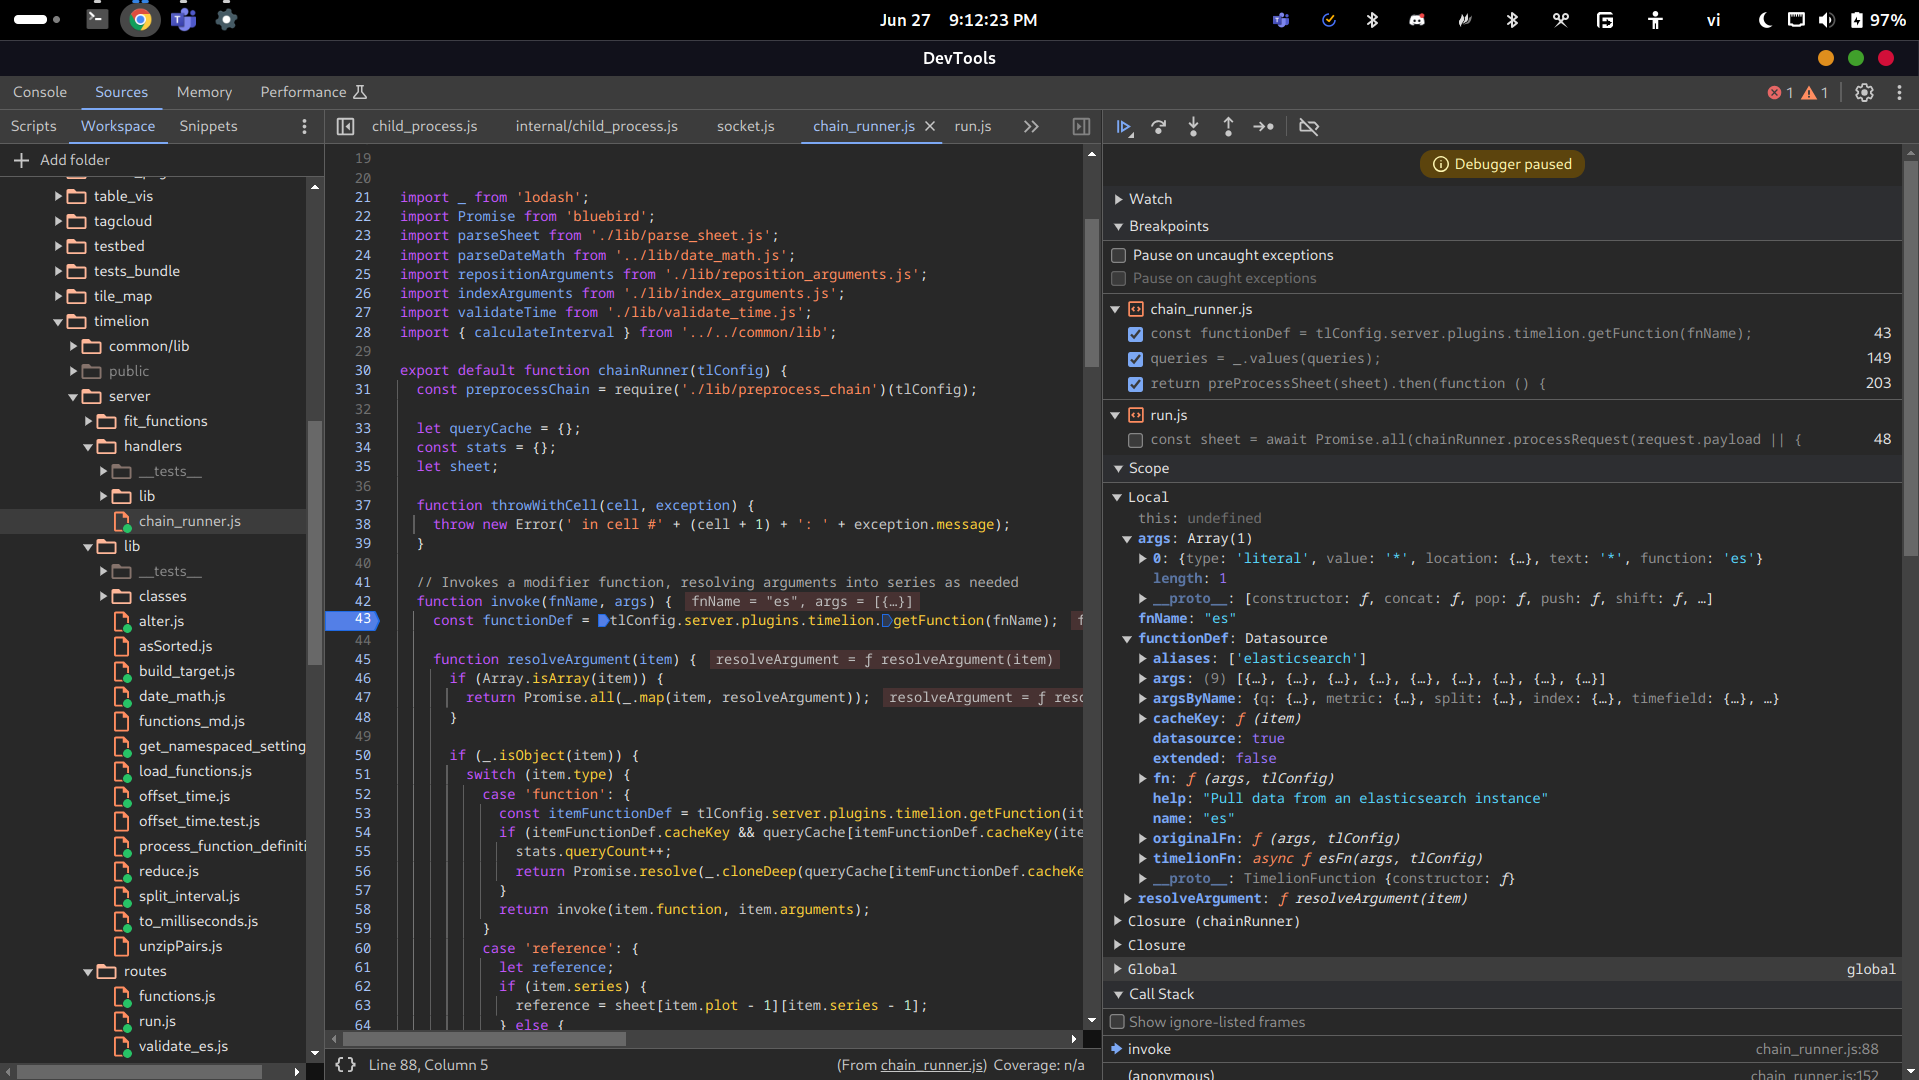 Jun 27 9:12:23 PM
vi
97%
DevTools
Console Sources Memory Performance
1 1
Scripts Workspace Snippets
Add folder
table_vis
tagcloud
testbed
tests_bundle
tile_map
timelion
common/lib
public
server
fit_functions
handlers
__tests__
lib
chain_runner.js
lib
__tests__
classes
alter.js
asSorted.js
build_target.js
date_math.js
functions_md.js
get_namespaced_setting
load_functions.js
offset_time.js
offset_time.test.js
process_function_definiti
reduce.js
split_interval.js
to_milliseconds.js
unzipPairs.js
routes
functions.js
run.js
validate_es.js
child_process.js internal/child_process.js socket.js chain_runner.js run.js
19
20
21 import _ from 'lodash';
22 import Promise from 'bluebird';
23 import parseSheet from './lib/parse_sheet.js';
24 import parseDateMath from '../lib/date_math.js';
25 import repositionArguments from './lib/reposition_arguments.js';
26 import indexArguments from './lib/index_arguments.js';
27 import validateTime from './lib/validate_time.js';
28 import { calculateInterval } from '../../common/lib';
29
30 export default function chainRunner(tlConfig) {
31 const preprocessChain = require('./lib/preprocess_chain')(tlConfig);
32
33 let queryCache = {};
34 const stats = {};
35 let sheet;
36
37 function throwWithCell(cell, exception) {
38 throw new Error(' in cell #' + (cell + 1) + ': ' + exception.message);
39 }
40
41 // Invokes a modifier function, resolving arguments into series as needed
42 function invoke(fnName, args) { fnName = "es", args = [{…}]
43 const functionDef = tlConfig.server.plugins.timelion.getFunction(fnName); f
44
45 function resolveArgument(item) { resolveArgument = ƒ resolveArgument(item)
46 if (Array.isArray(item)) {
47 return Promise.all(_.map(item, resolveArgument)); resolveArgument = ƒ reso
48 }
49
50 if (_.isObject(item)) {
51 switch (item.type) {
52 case 'function': {
53 const itemFunctionDef = tlConfig.server.plugins.timelion.getFunction(it
54 if (itemFunctionDef.cacheKey && queryCache[itemFunctionDef.cacheKey(ite
55 stats.queryCount++;
56 return Promise.resolve(_.cloneDeep(queryCache[itemFunctionDef.cacheKe
57 }
58 return invoke(item.function, item.arguments);
59 }
60 case 'reference': {
61 let reference;
62 if (item.series) {
63 reference = sheet[item.plot - 1][item.series - 1];
64 } else {
{} Line 88, Column 5 (From chain_runner.js) Coverage: n/a
Debugger paused
Watch
Breakpoints
Pause on uncaught exceptions
Pause on caught exceptions
chain_runner.js
const functionDef = tlConfig.server.plugins.timelion.getFunction(fnName); 43
queries = _.values(queries); 149
return preProcessSheet(sheet).then(function () { 203
run.js
const sheet = await Promise.all(chainRunner.processRequest(request.payload || { 48
Scope
Local
this: undefined
args: Array(1)
0: {type: 'literal', value: '*', location: {…}, text: '*', function: 'es'}
length: 1
__proto__: [constructor: ƒ, concat: ƒ, pop: ƒ, push: ƒ, shift: ƒ, …]
fnName: "es"
functionDef: Datasource
aliases: ['elasticsearch']
args: (9) [{…}, {…}, {…}, {…}, {…}, {…}, {…}, {…}, {…}]
argsByName: {q: {…}, metric: {…}, split: {…}, index: {…}, timefield: {…}, …}
cacheKey: ƒ (item)
datasource: true
extended: false
fn: ƒ (args, tlConfig)
help: "Pull data from an elasticsearch instance"
name: "es"
originalFn: ƒ (args, tlConfig)
timelionFn: async ƒ esFn(args, tlConfig)
__proto__: TimelionFunction {constructor: ƒ}
resolveArgument: ƒ resolveArgument(item)
Closure (chainRunner)
Closure
Global global
Call Stack
Show ignore-listed frames
invoke chain_runner.js:88
(anonymous) chain_runner.js:152